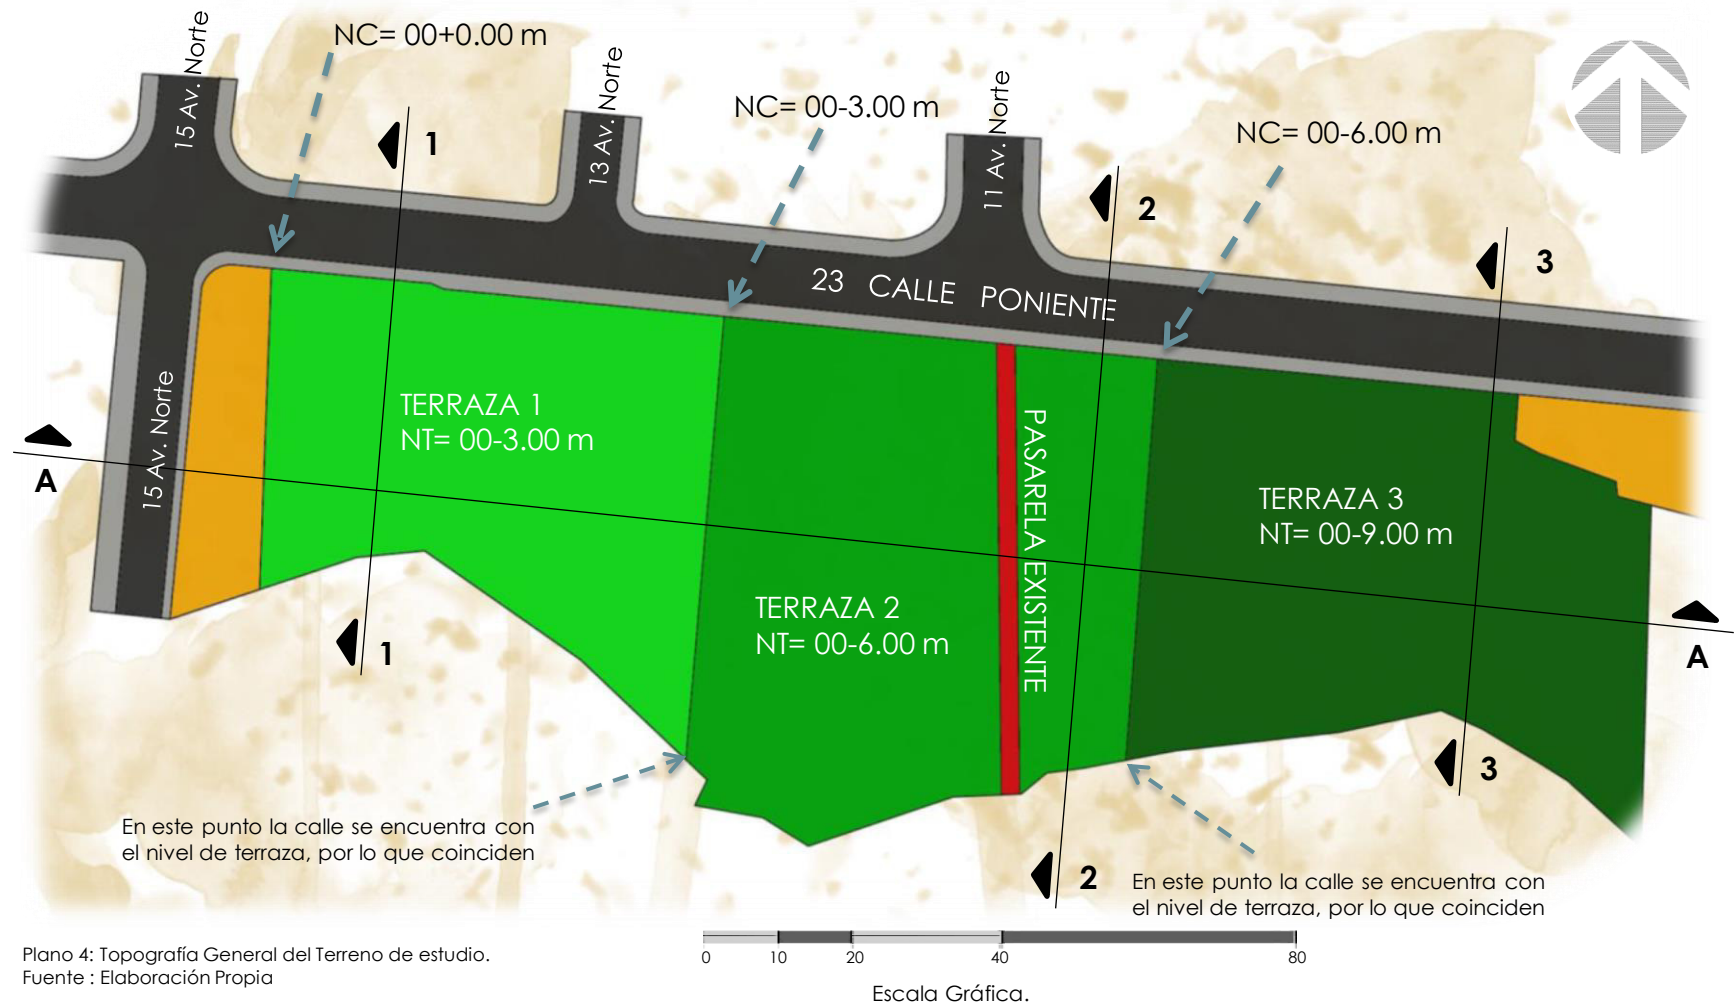 NC= 00+0.00 m
15 Av. Norte
13 Av. Norte
NC= 00-3.00 m
11 Av. Norte
NC= 00-6.00 m
1
2
3
23 CALLE PONIENTE
TERRAZA 1
NT= 00-3.00 m
15 Av. Norte
A
PASARELA EXISTENTE
TERRAZA 3
NT= 00-9.00 m
TERRAZA 2
NT= 00-6.00 m
1
A
3
En este punto la calle se encuentra con
el nivel de terraza, por lo que coinciden
2
En este punto la calle se encuentra con
el nivel de terraza, por lo que coinciden
Plano 4: Topografía General del Terreno de estudio.
Fuente : Elaboración Propia
0 10 20 40 80
Escala Gráfica.